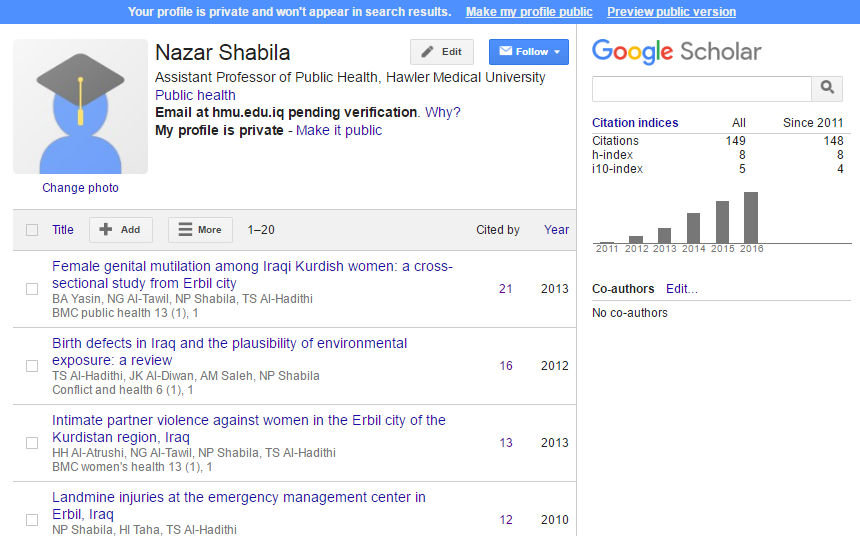 Your profile is private and won't appear in search results. Make my profile public Preview public version
Nazar Shabila
Edit
Follow
Assistant Professor of Public Health, Hawler Medical University
Public health
Email at hmu.edu.iq pending verification. Why?
My profile is private - Make it public
Change photo
Google Scholar
Citation indices All Since 2011
Citations 149 148
h-index 8 8
i10-index 5 4
2011 2012 2013 2014 2015 2016
Co-authors Edit...
No co-authors
Title Add More 1–20 Cited by Year
Female genital mutilation among Iraqi Kurdish women: a cross-
sectional study from Erbil city
BA Yasin, NG Al-Tawil, NP Shabila, TS Al-Hadithi
BMC public health 13 (1), 1
21 2013
Birth defects in Iraq and the plausibility of environmental
exposure: a review
TS Al-Hadithi, JK Al-Diwan, AM Saleh, NP Shabila
Conflict and health 6 (1), 1
16 2012
Intimate partner violence against women in the Erbil city of the
Kurdistan region, Iraq
HH Al-Atrushi, NG Al-Tawil, NP Shabila, TS Al-Hadithi
BMC women's health 13 (1), 1
13 2013
Landmine injuries at the emergency management center in
Erbil, Iraq
NP Shabila, HI Taha, TS Al-Hadithi
12 2010